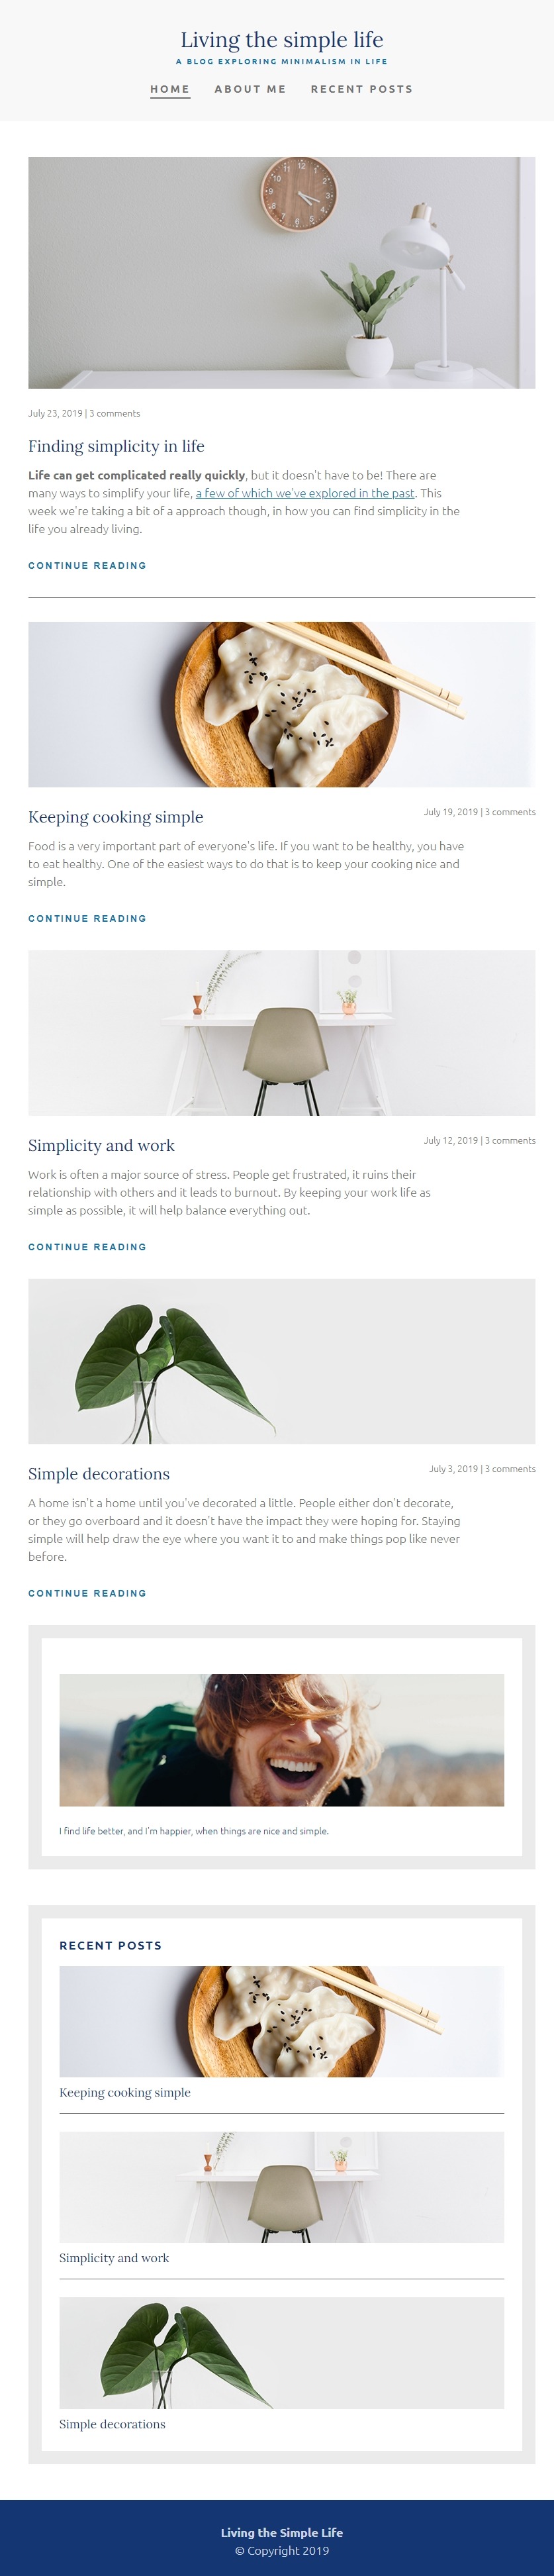 Living the simple life
A BLOG EXPLORING MINIMALISM IN LIFE
HOME ABOUT ME RECENT POSTS
12
11 1
10 2
9 3
8 4
7 5
6
July 23, 2019 | 3 comments
Finding simplicity in life
Life can get complicated really quickly, but it doesn't have to be! There are
many ways to simplify your life, a few of which we've explored in the past. This
week we're taking a bit of a approach though, in how you can find simplicity in the
life you already living.
CONTINUE READING
Keeping cooking simple
July 19, 2019 | 3 comments
Food is a very important part of everyone's life. If you want to be healthy, you have
to eat healthy. One of the easiest ways to do that is to keep your cooking nice and
simple.
CONTINUE READING
Simplicity and work
July 12, 2019 | 3 comments
Work is often a major source of stress. People get frustrated, it ruins their
relationship with others and it leads to burnout. By keeping your work life as
simple as possible, it will help balance everything out.
CONTINUE READING
Simple decorations
July 3, 2019 | 3 comments
A home isn't a home until you've decorated a little. People either don't decorate,
or they go overboard and it doesn't have the impact they were hoping for. Staying
simple will help draw the eye where you want it to and make things pop like never
before.
CONTINUE READING
I find life better, and I'm happier, when things are nice and simple.
RECENT POSTS
Keeping cooking simple
Simplicity and work
Simple decorations
Living the Simple Life
© Copyright 2019